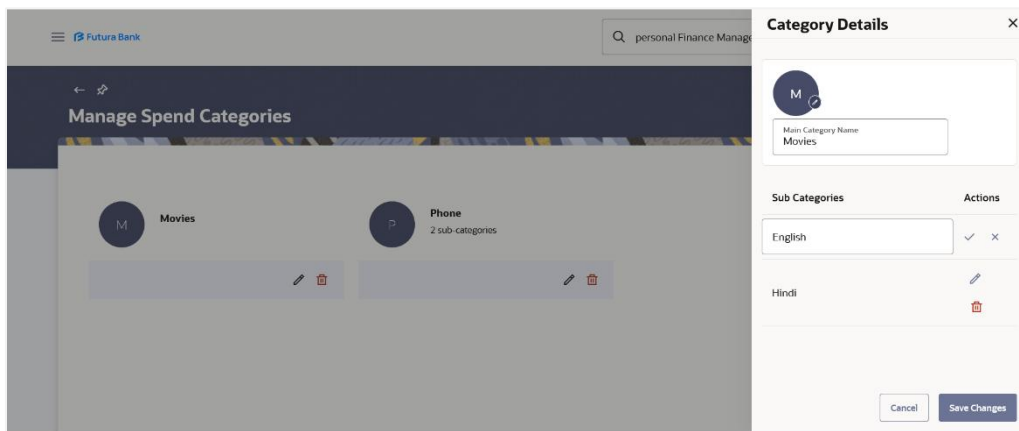 Futura Bank
personal Finance Manage
Manage Spend Categories
M
Movies
P
Phone
2 sub-categories
Category Details
M
Main Category Name
Movies
Sub Categories Actions
English
Hindi
Cancel Save Changes